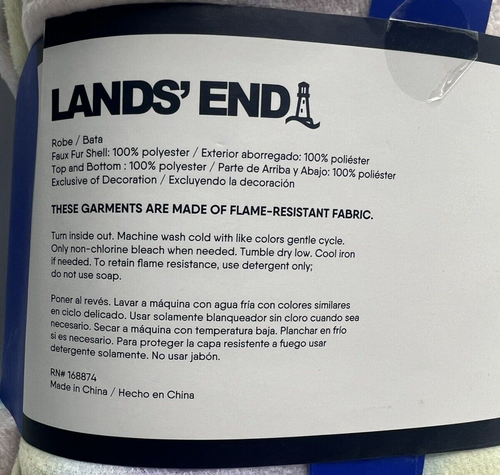 LANDS' END
Robe / Bata
Faux Fur Shell: 100% polyester / Exterior aborregado: 100% poliéster
Top and Bottom : 100% polyester / Parte de Arriba y Abajo: 100% poliéster
Exclusive of Decoration / Excluyendo la decoración
THESE GARMENTS ARE MADE OF FLAME-RESISTANT FABRIC.
Turn inside out. Machine wash cold with like colors gentle cycle.
Only non-chlorine bleach when needed. Tumble dry low. Cool iron
if needed. To retain flame resistance, use detergent only;
do not use soap.
Poner al revés. Lavar a máquina con agua fría con colores similares
en ciclo delicado. Usar solamente blanqueador sin cloro cuando sea
necesario. Secar a máquina con temperatura baja. Planchar en frío
si es necesario. Para proteger la capa resistente a fuego usar
detergente solamente. No usar jabón.
RN# 168874
Made in China / Hecho en China